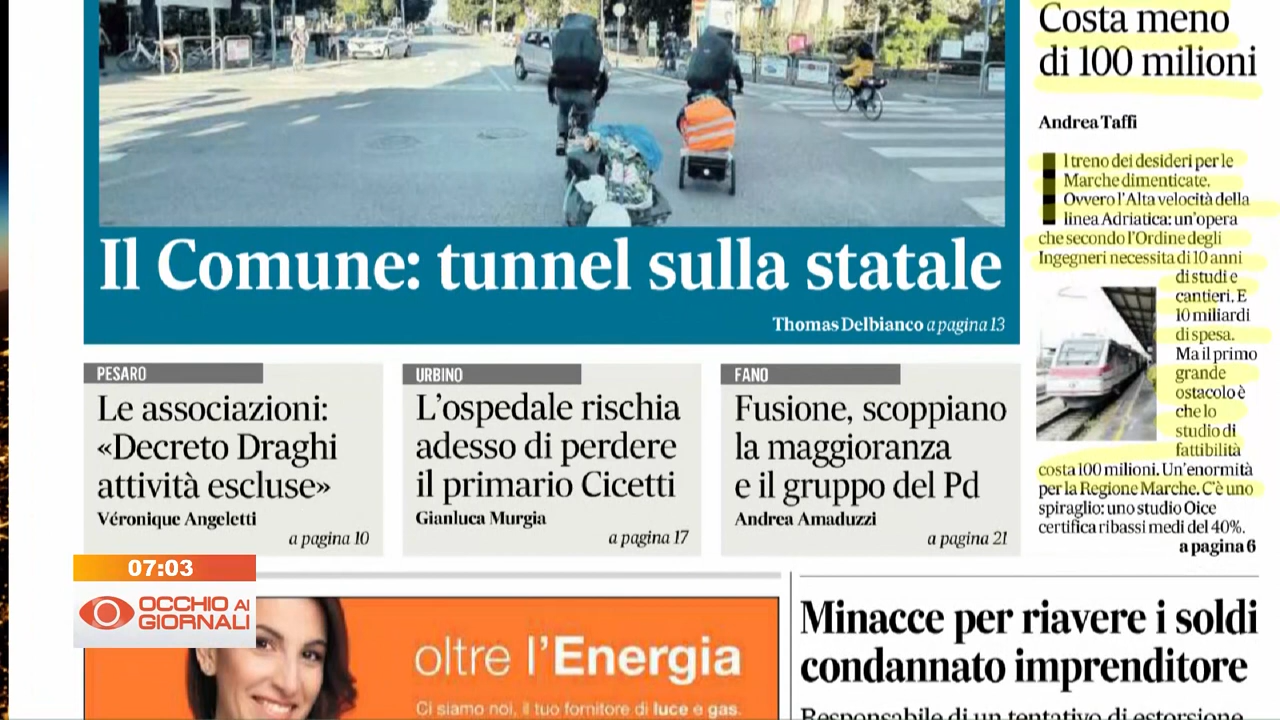 Costa meno
di 100 milioni
Andrea Taffi
Il treno dei desideri per le
Marche dimenticate.
Ovvero l'Alta velocità della
linea Adriatica: un'opera
che secondo l'Ordine degli
Ingegneri necessita di 10 anni
di studi e
cantieri. E
10 miliardi
di spesa.
Ma il primo
grande
ostacolo è
che lo
studio di
fattibilità
costa 100 milioni. Un'enormità
per la Regione Marche. C'è uno
spiraglio: uno studio Oice
certifica ribassi medi del 40%.
a pagina 6
Il Comune: tunnel sulla statale
Thomas Delbianco a pagina 13
PESARO
Le associazioni:
«Decreto Draghi
attività escluse»
Véronique Angeletti
a pagina 10
URBINO
L'ospedale rischia
adesso di perdere
il primario Cicetti
Gianluca Murgia
a pagina 17
FANO
Fusione, scoppiano
la maggioranza
e il gruppo del Pd
Andrea Amaduzzi
a pagina 21
07:03
OCCHIO AI
GIORNALI
oltre l'Energia
Ci siamo noi, il tuo fornitore di luce e gas.
Minacce per riavere i soldi
condannato imprenditore
Responsabile di un tentativo di estorsione